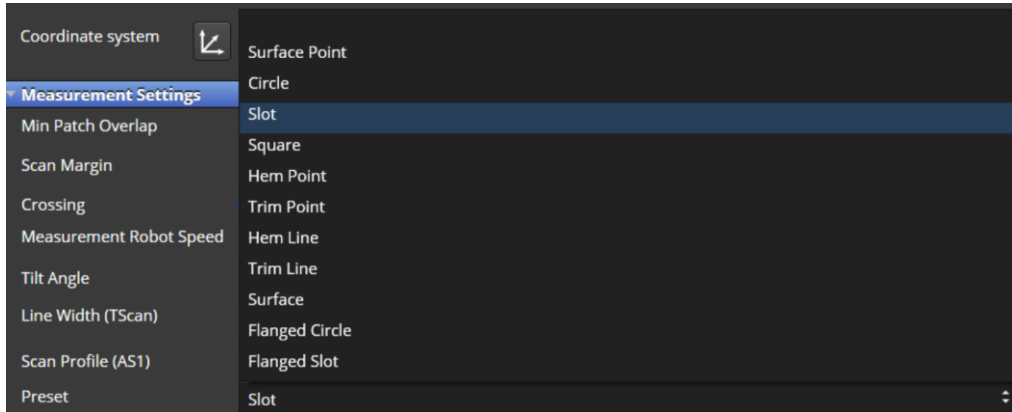 Coordinate system
Surface Point
Circle
Measurement Settings
Slot
Min Patch Overlap
Square
Scan Margin
Hem Point
Crossing
Trim Point
Measurement Robot Speed
Hem Line
Tilt Angle
Trim Line
Surface
Line Width (TScan)
Flanged Circle
Scan Profile (AS1)
Flanged Slot
Preset
Slot